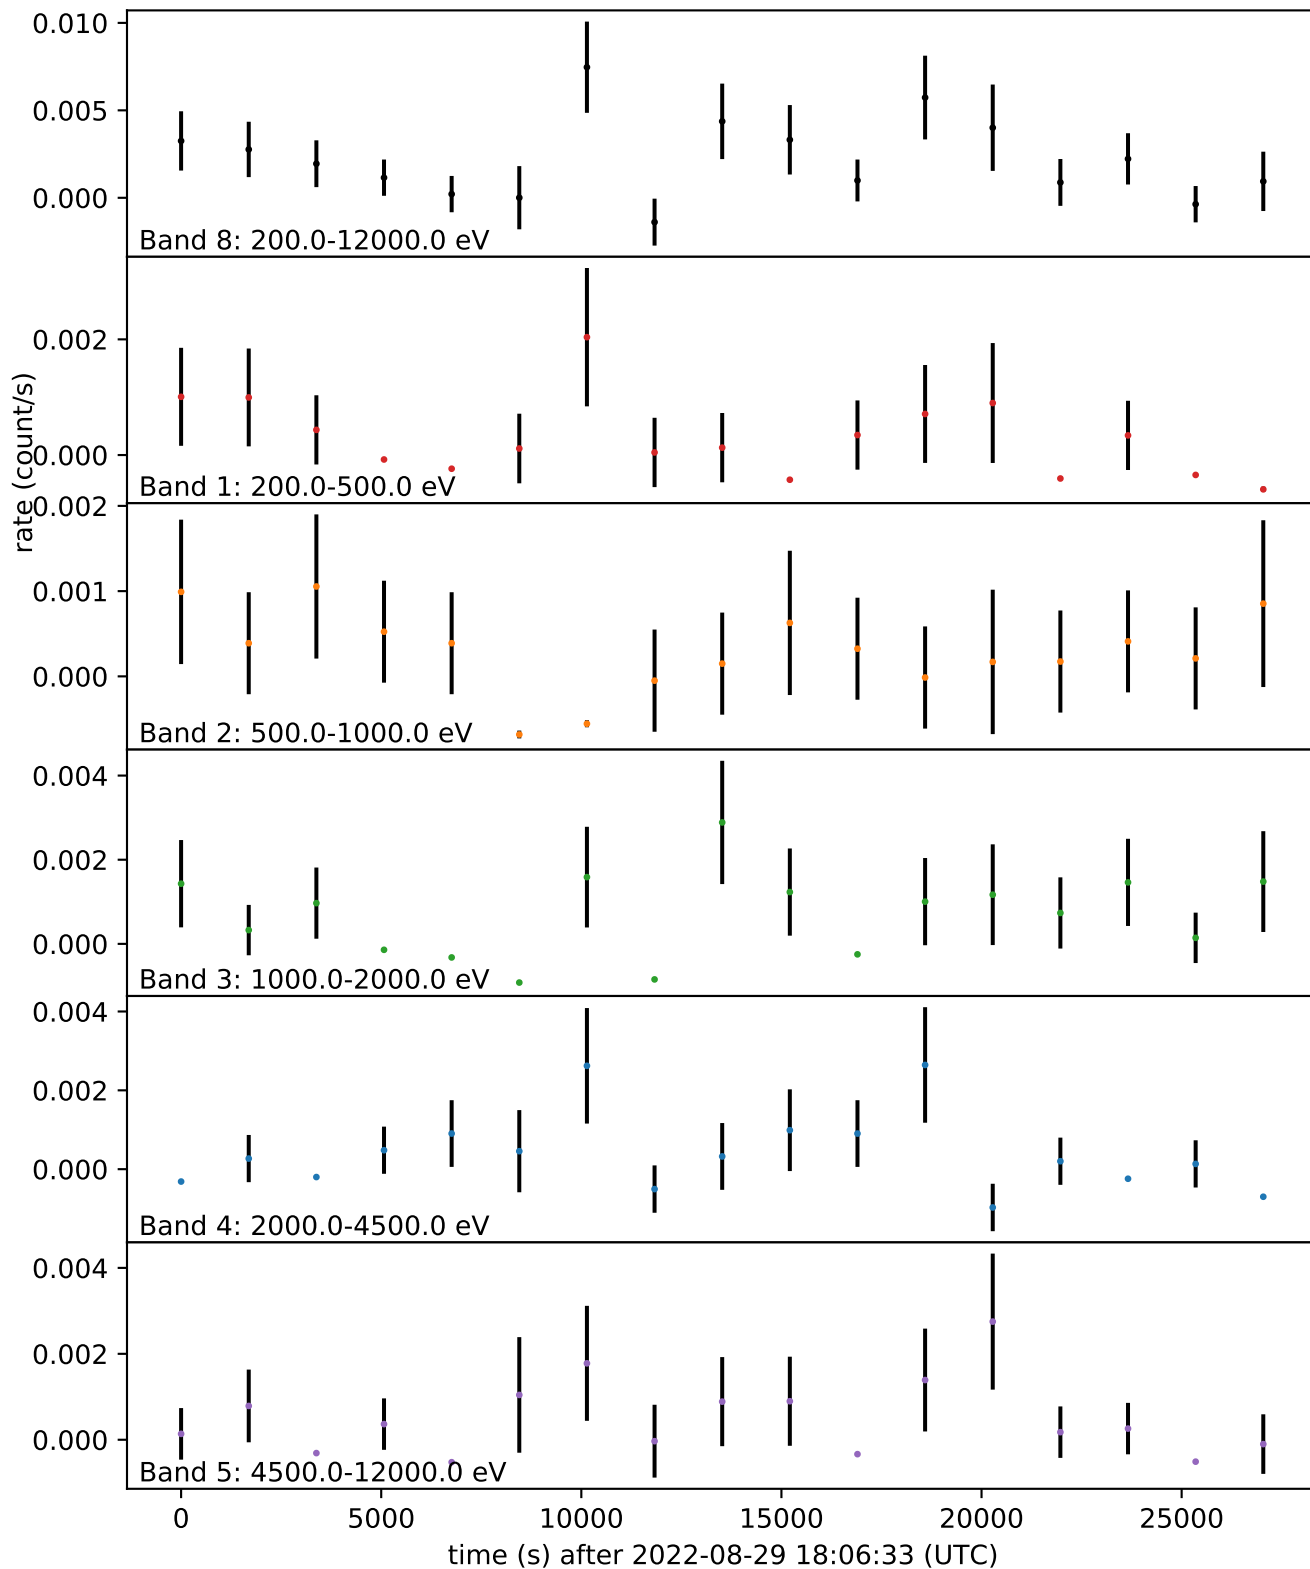 0.010
0.005
0.000
Band 8: 200.0-12000.0 eV
0.002
0.000
Band 1: 200.0-500.0 eV
rate (count/s)
0.002
0.001
0.000
Band 2: 500.0-1000.0 eV
0.004
0.002
0.000
Band 3: 1000.0-2000.0 eV
0.004
0.002
0.000
Band 4: 2000.0-4500.0 eV
0.004
0.002
0.000
Band 5: 4500.0-12000.0 eV
0 5000 10000 15000 20000 25000
time (s) after 2022-08-29 18:06:33 (UTC)